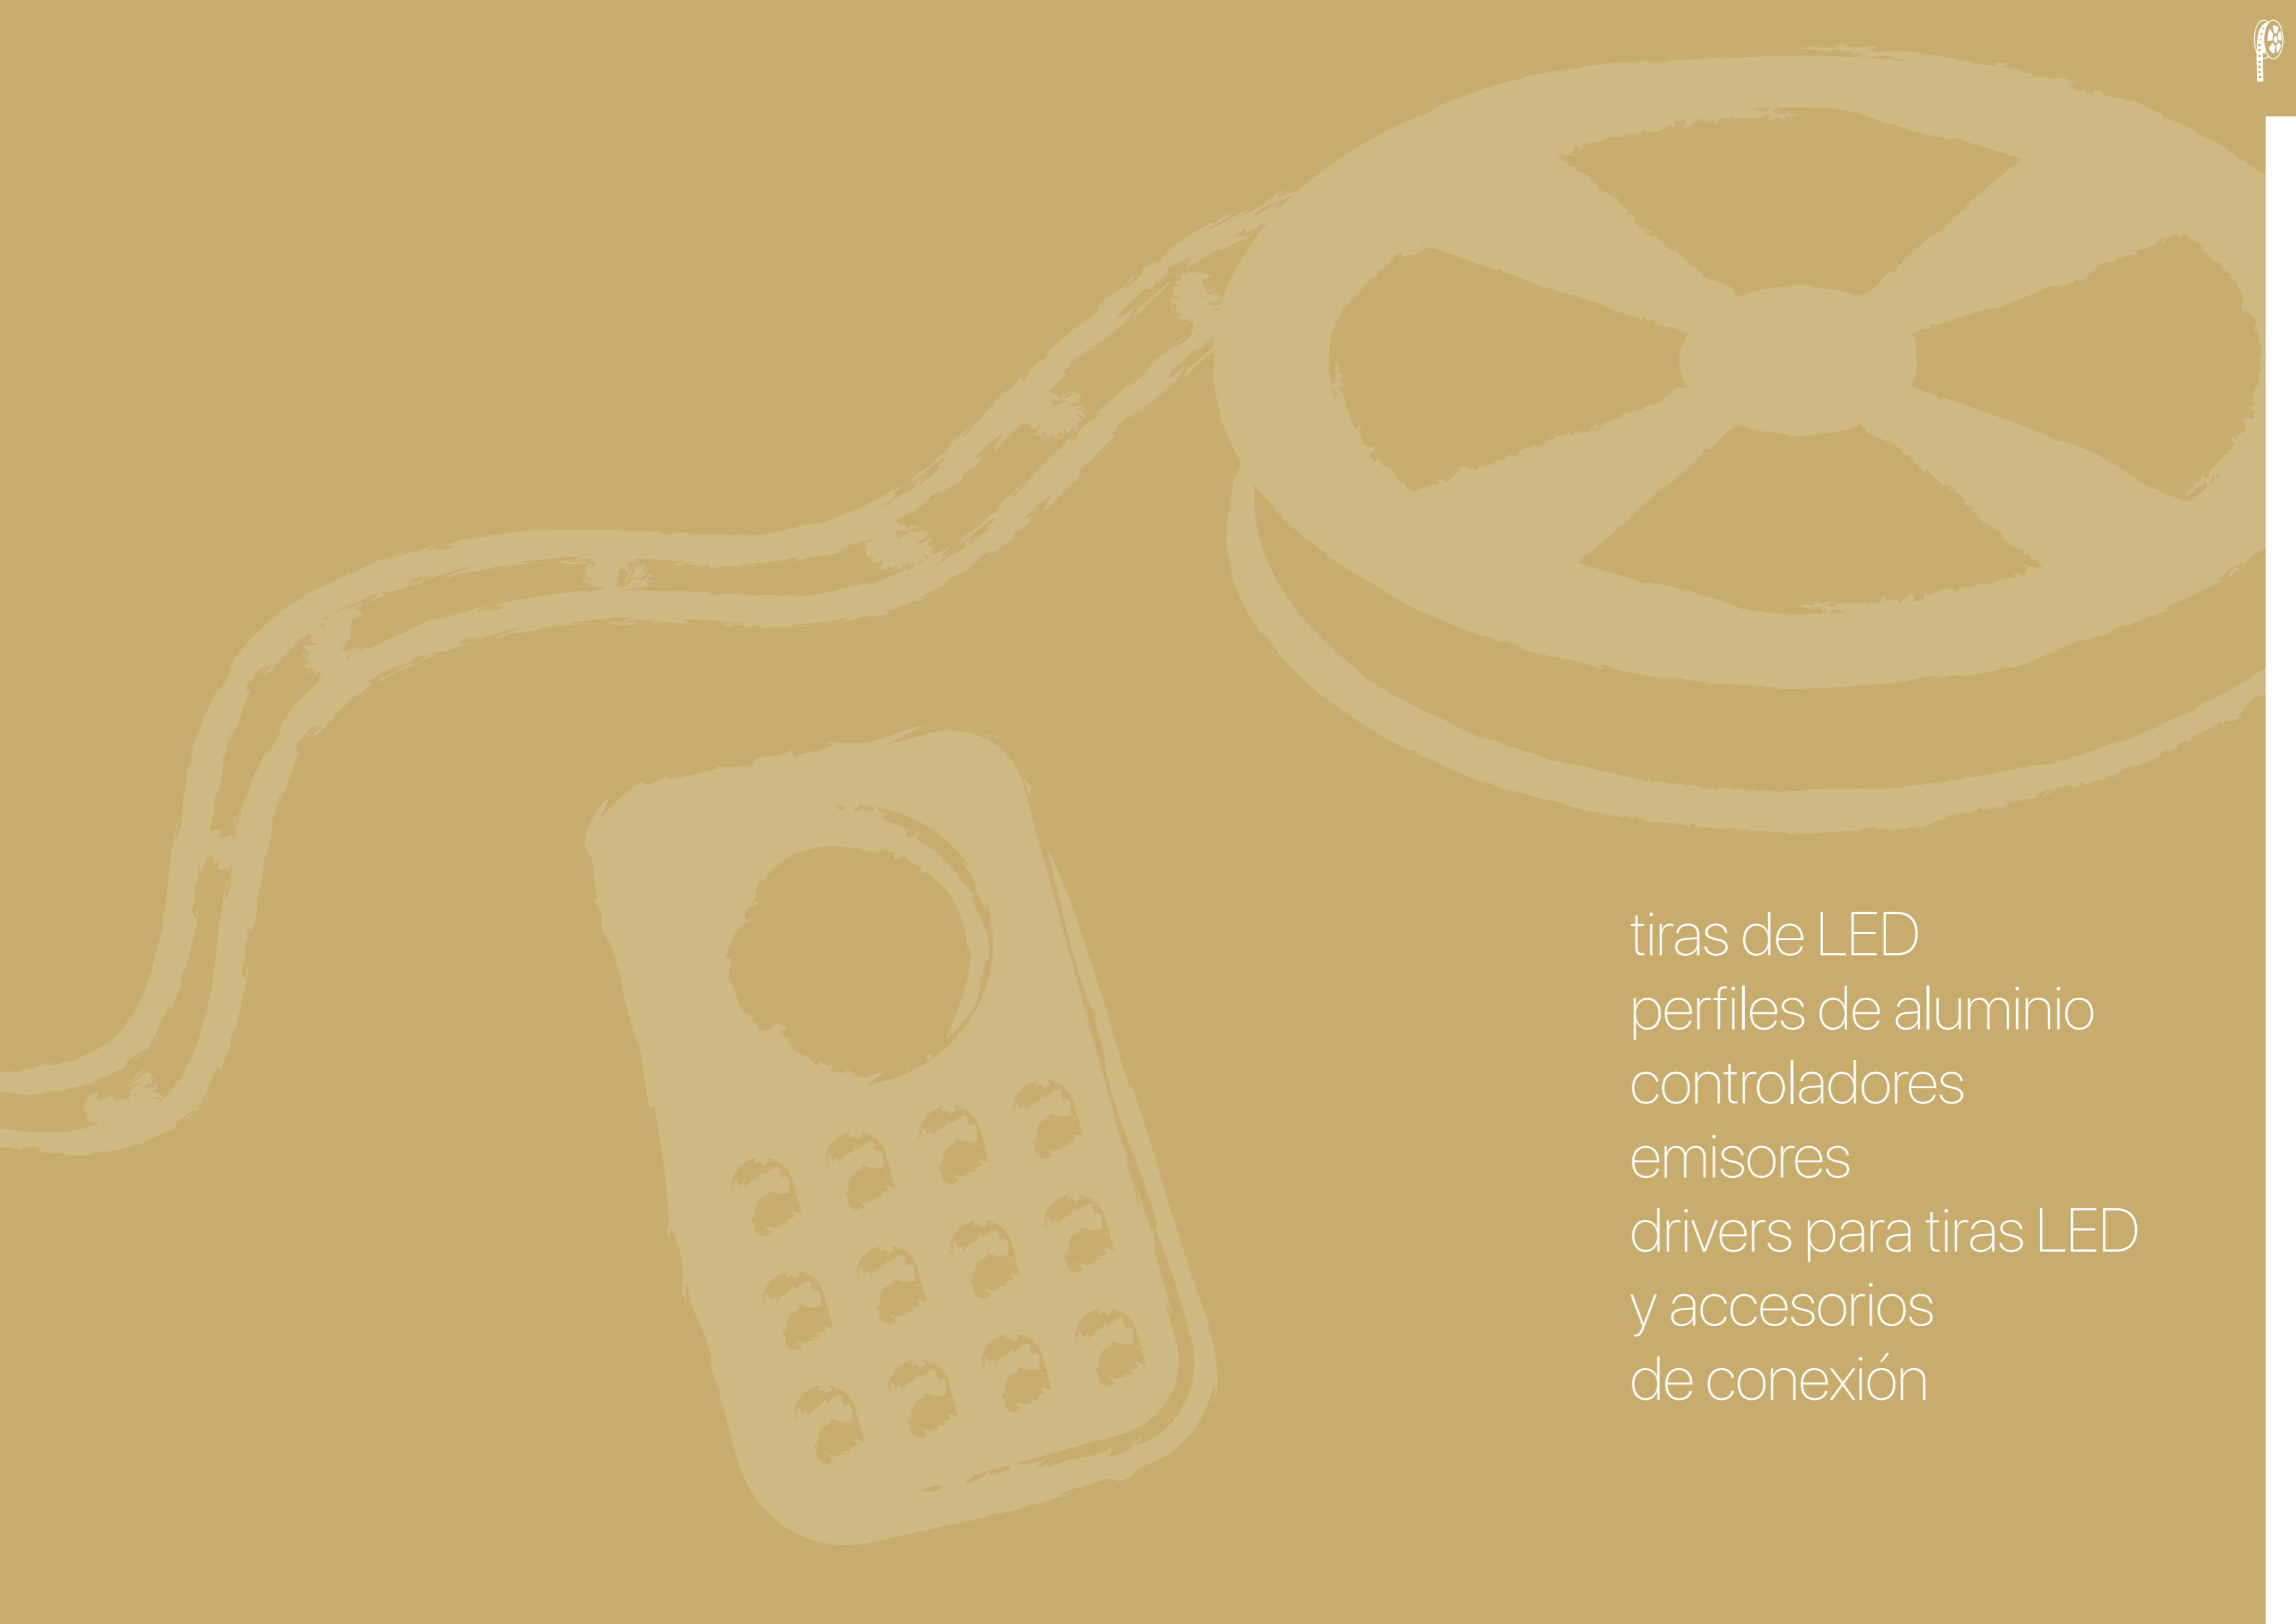 tiras de LED
perfiles de aluminio
controladores
emisores
drivers para tiras LED
y accesorios
de conexión